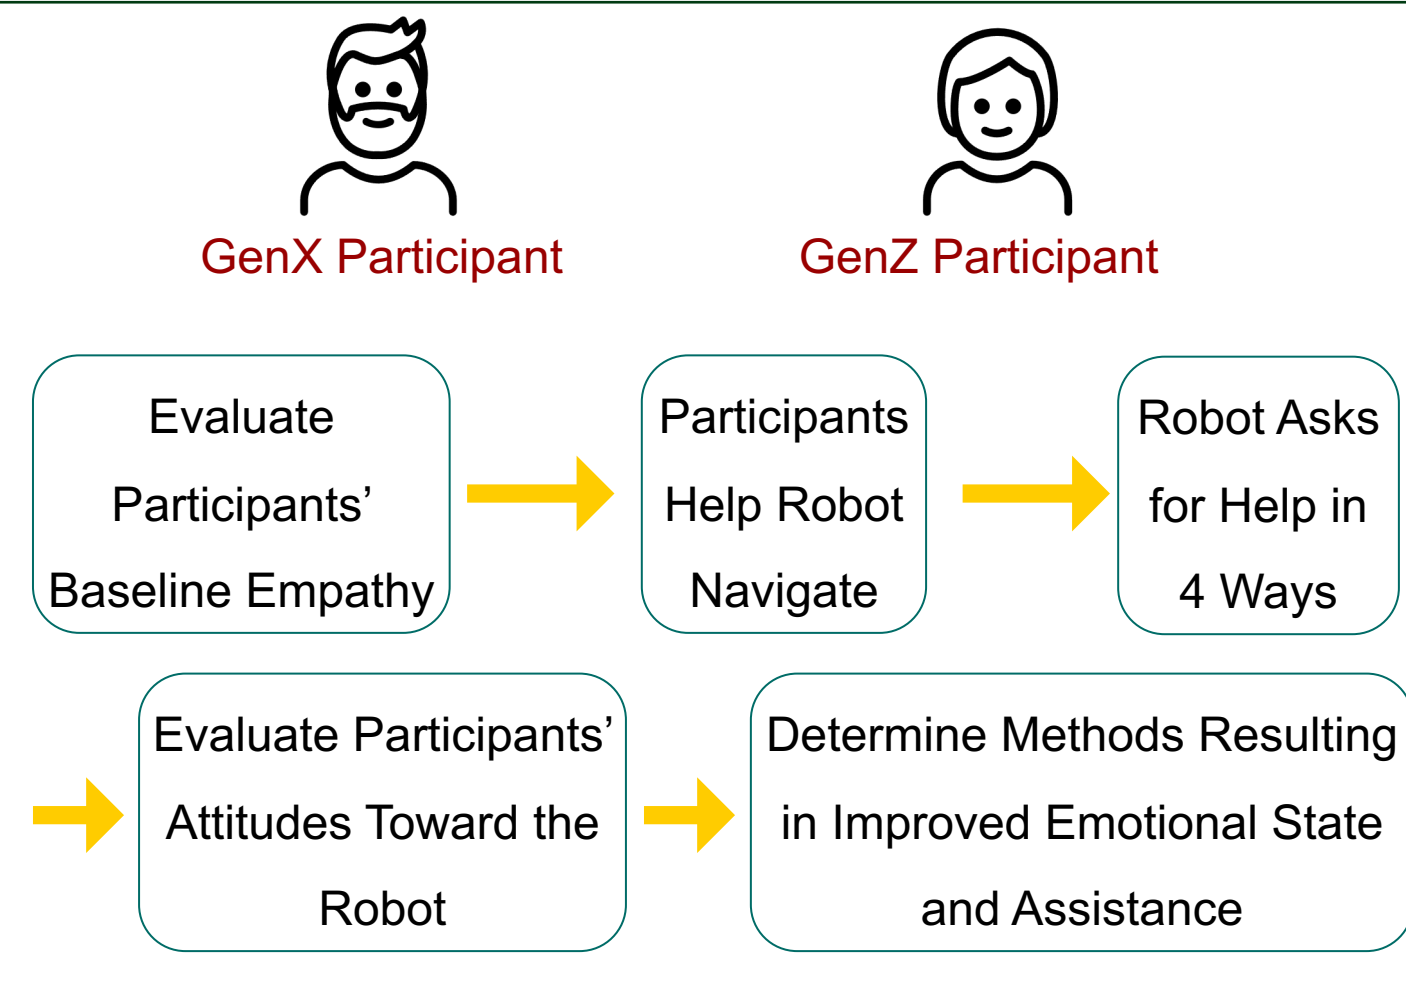 GenX Participant
GenZ Participant
Evaluate
Participants’
Baseline Empathy
Participants
Help Robot
Navigate
Robot Asks
for Help in
4 Ways
Evaluate Participants’
Attitudes Toward the
Robot
Determine Methods Resulting
in Improved Emotional State
and Assistance